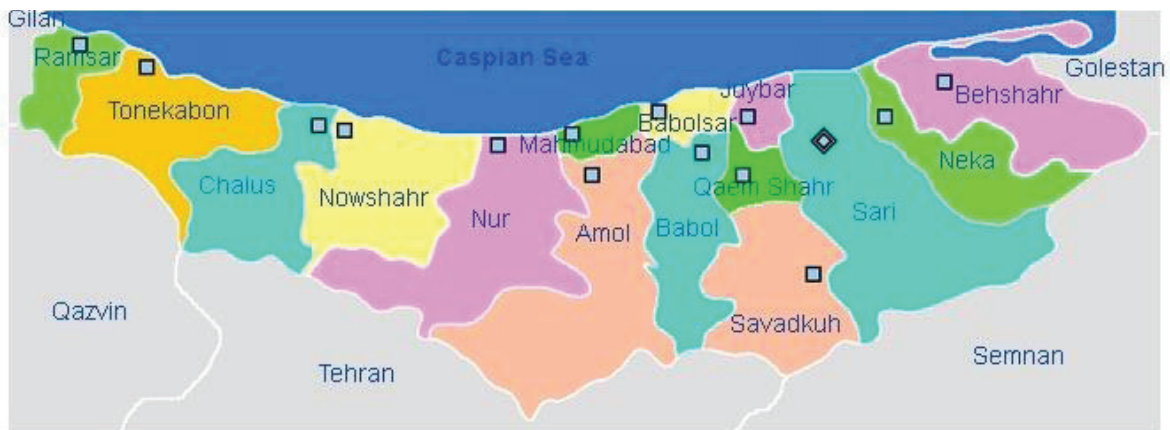 Gilan
Ramsar
Caspian Sea
Golestan
Tonekabon
Juybar
Behshahr
Babolsar
Mahmudabad
Neka
Chalus
Nowshahr
Qaem Shahr
Nur
Amol
Babol
Sari
Qazvin
Savadkuh
Semnan
Tehran